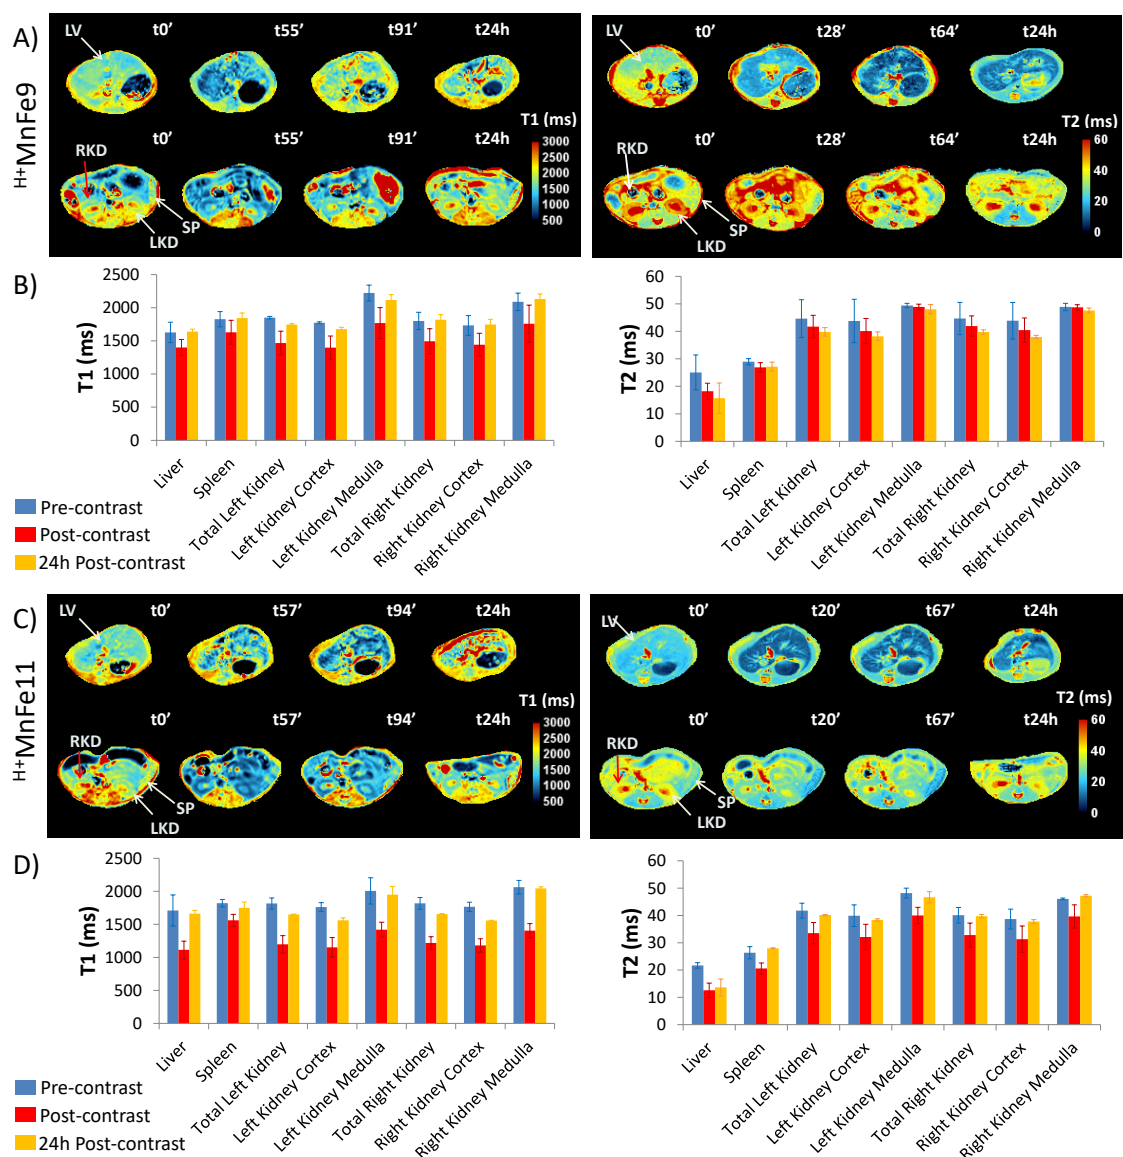 A)
H+MnFe9
LV
t0’
t55’
t91’
t24h
t0’
t55’
t91’
t24h
RKD
SP
LKD
T1 (ms)
3000
2500
2000
1500
1000
500
LV
t0’
t28’
t64’
t24h
t0’
t28’
t64’
t24h
RKD
SP
LKD
T2 (ms)
60
40
20
0
B)
T1 (ms)
2500
2000
1500
1000
500
0
Liver
Spleen
Total Left Kidney
Left Kidney Cortex
Left Kidney Medulla
Total Right Kidney
Right Kidney Cortex
Right Kidney Medulla
T2 (ms)
60
50
40
30
20
10
0
Liver
Spleen
Total Left Kidney
Left Kidney Cortex
Left Kidney Medulla
Total Right Kidney
Right Kidney Cortex
Right Kidney Medulla
Pre-contrast
Post-contrast
24h Post-contrast
C)
H+MnFe11
LV
t0’
t57’
t94’
t24h
t0’
t57’
t94’
t24h
RKD
SP
LKD
T1 (ms)
3000
2500
2000
1500
1000
500
LV
t0’
t20’
t67’
t24h
t0’
t20’
t67’
t24h
RKD
SP
LKD
T2 (ms)
60
40
20
0
D)
T1 (ms)
2500
2000
1500
1000
500
0
Liver
Spleen
Total Left Kidney
Left Kidney Cortex
Left Kidney Medulla
Total Right Kidney
Right Kidney Cortex
Right Kidney Medulla
T2 (ms)
60
50
40
30
20
10
0
Liver
Spleen
Total Left Kidney
Left Kidney Cortex
Left Kidney Medulla
Total Right Kidney
Right Kidney Cortex
Right Kidney Medulla
Pre-contrast
Post-contrast
24h Post-contrast